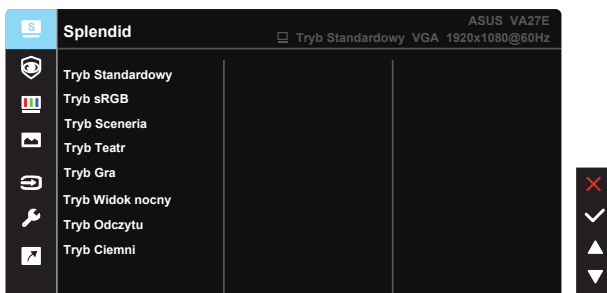 S
Splendid
ASUS VA27E
Tryb Standardowy VGA 1920x1080@60Hz
Tryb Standardowy
Tryb sRGB
Tryb Sceneria
Tryb Teatr
Tryb Gra
Tryb Widok nocny
Tryb Odczytu
Tryb Ciemni